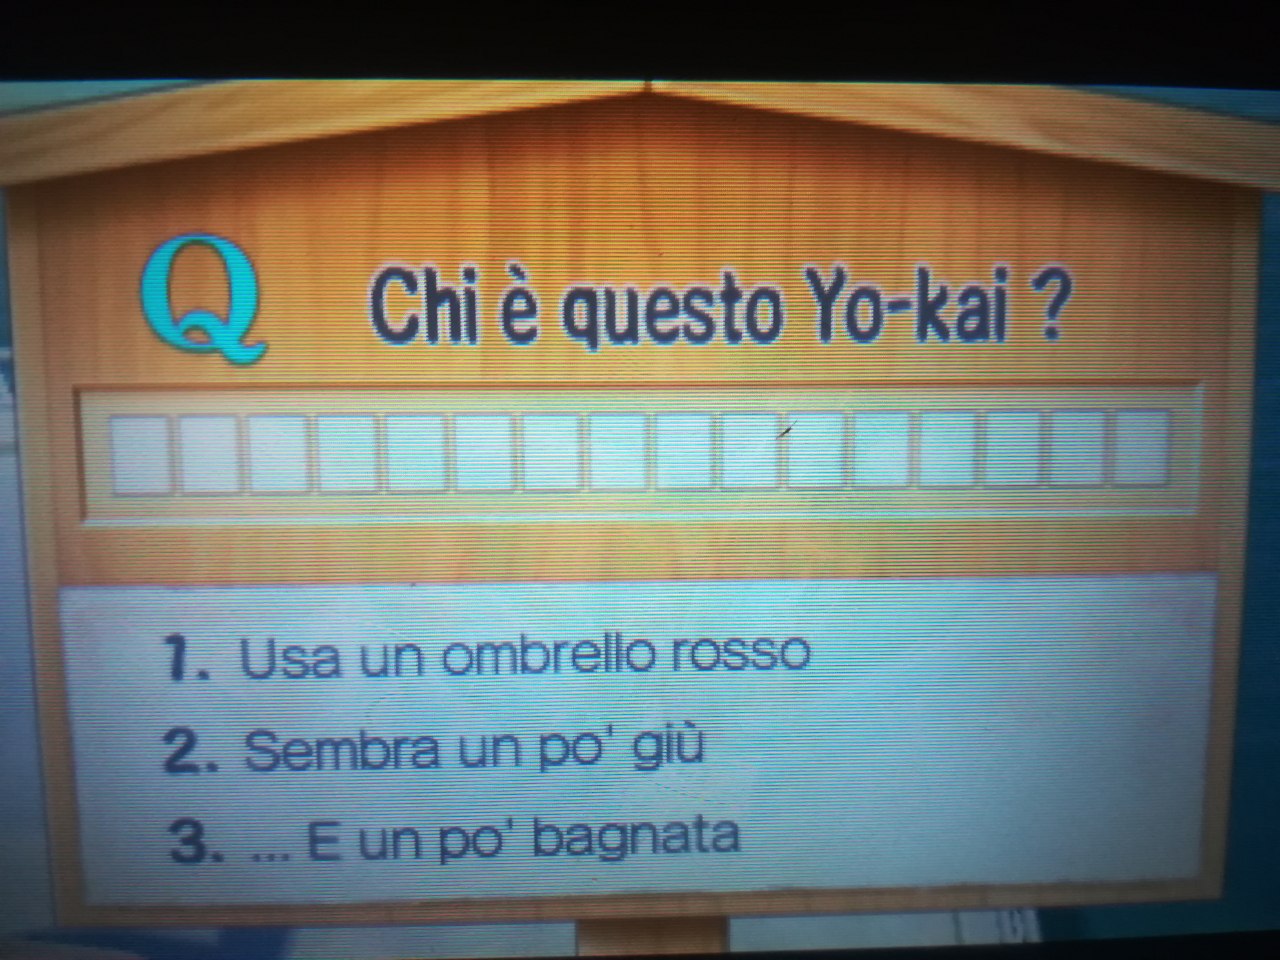 Q Chi è questo Yo-kai ?
1. Usa un ombrello rosso
2. Sembra un po' giù
3. ... E un po' bagnata